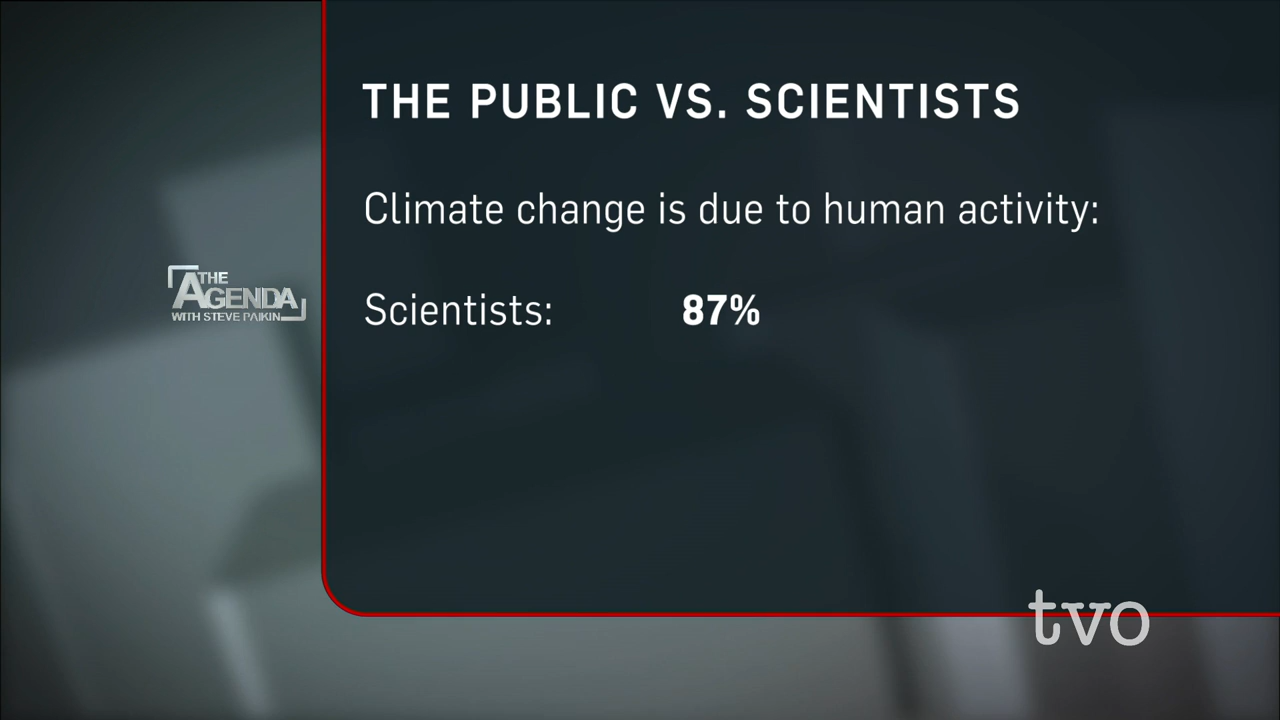 THE PUBLIC VS. SCIENTISTS
Climate change is due to human activity:
THE
AGENDA
WITH STEVE PAIKIN
Scientists: 87%
tvo